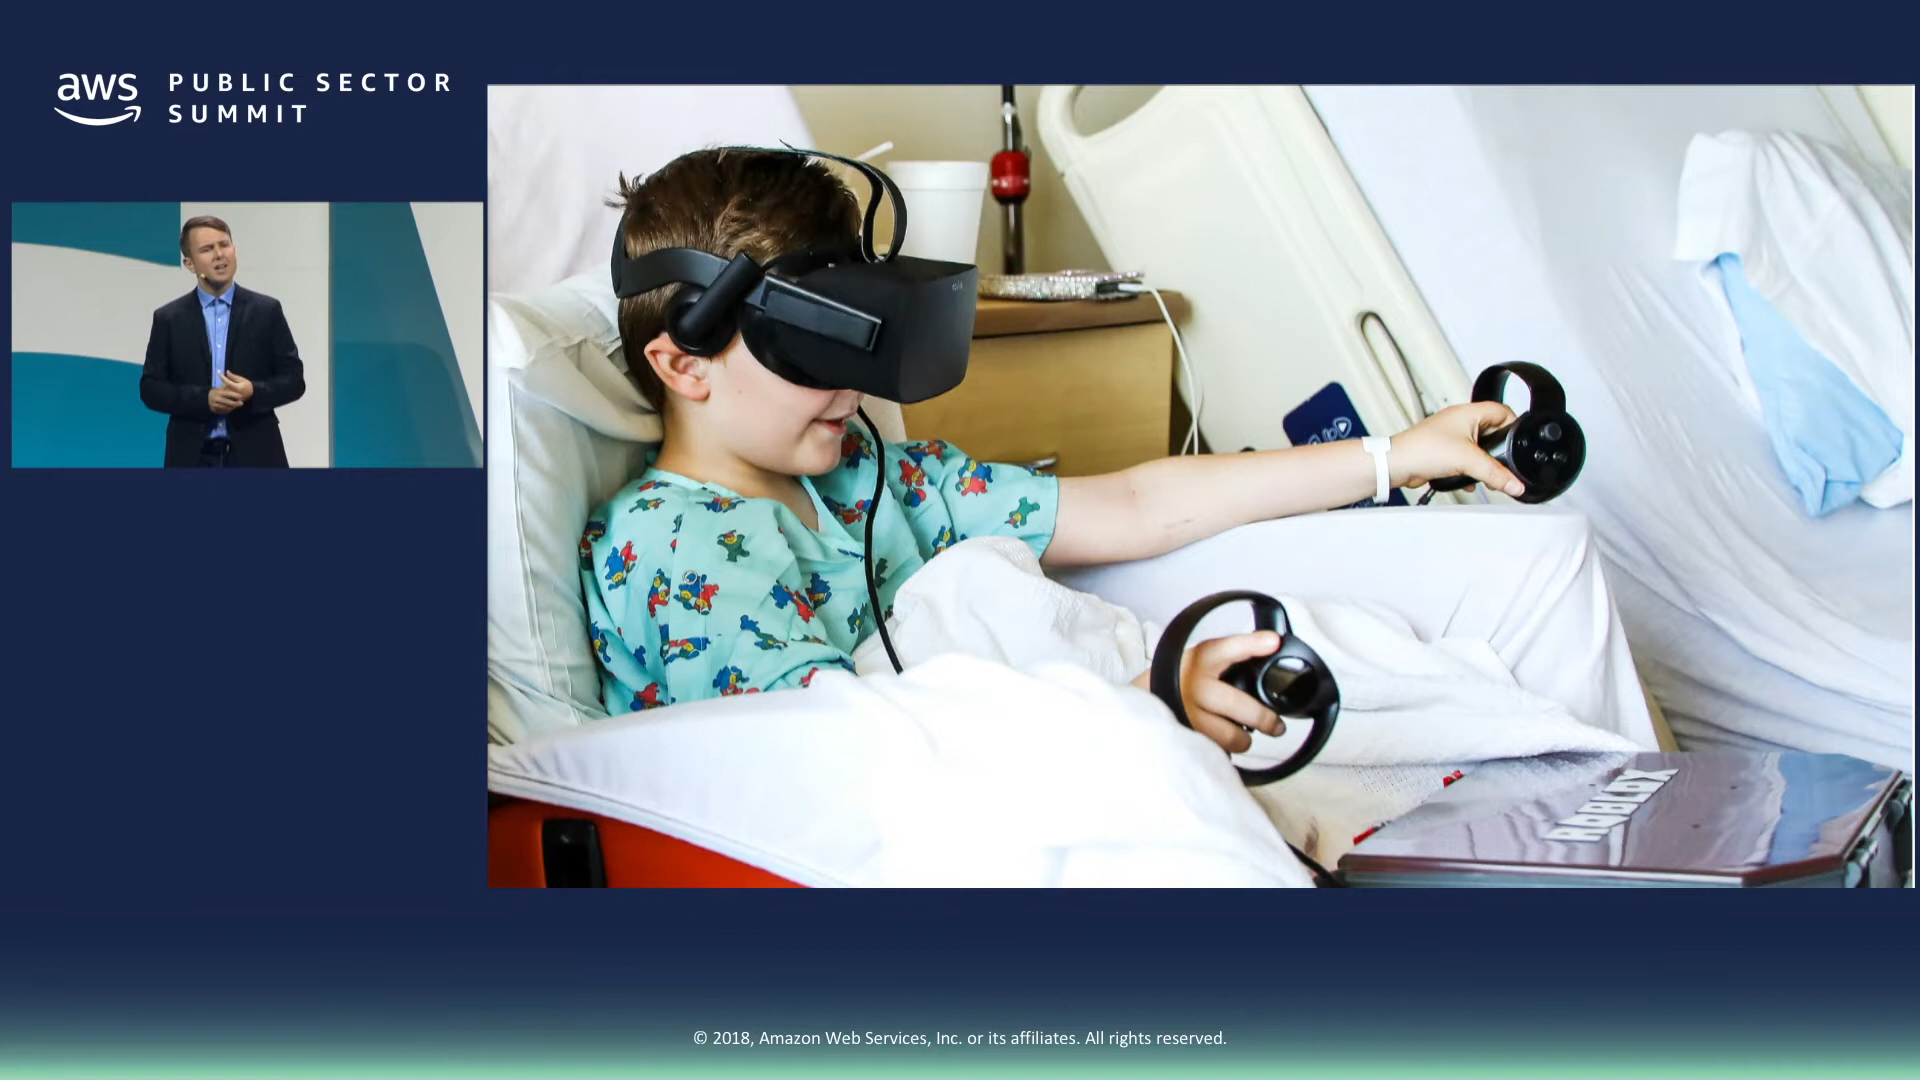 aws
PUBLIC SECTOR
SUMMIT
ROBLOX
© 2018, Amazon Web Services, Inc. or its affiliates. All rights reserved.